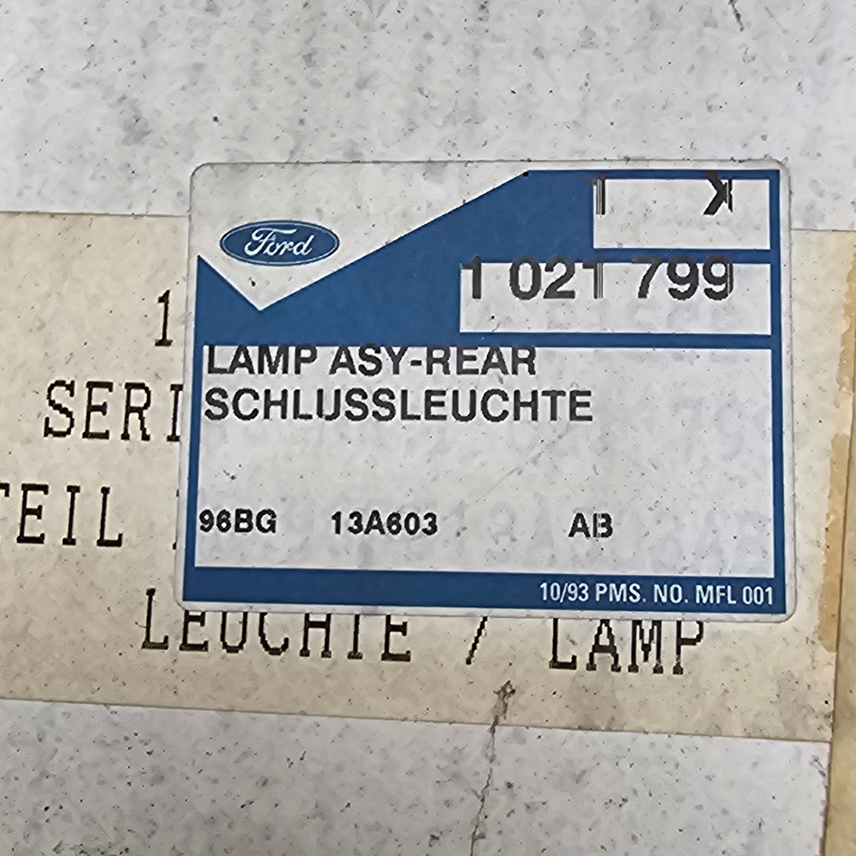 Ford
1 K
1 021 799
LAMP ASY-REAR
SCHLUSSLEUCHTE
96BG 13A603 AB
10/93 PMS. NO. MFL 001
1
SERI
TEIL
LEUCHTE / LAMP